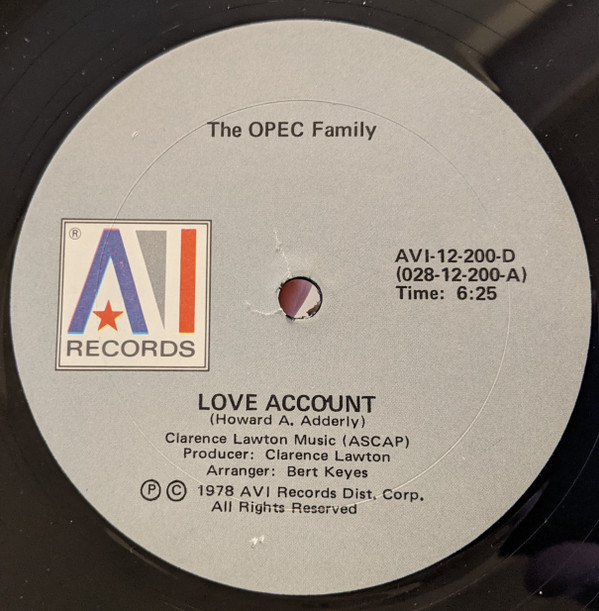 The OPEC Family
®
AVI
RECORDS
AVI-12-200-D
(028-12-200-A)
Time: 6:25
LOVE ACCOUNT
(Howard A. Adderly)
Clarence Lawton Music (ASCAP)
Producer: Clarence Lawton
Arranger: Bert Keyes
Ⓟ © 1978 AVI Records Dist. Corp.
All Rights Reserved